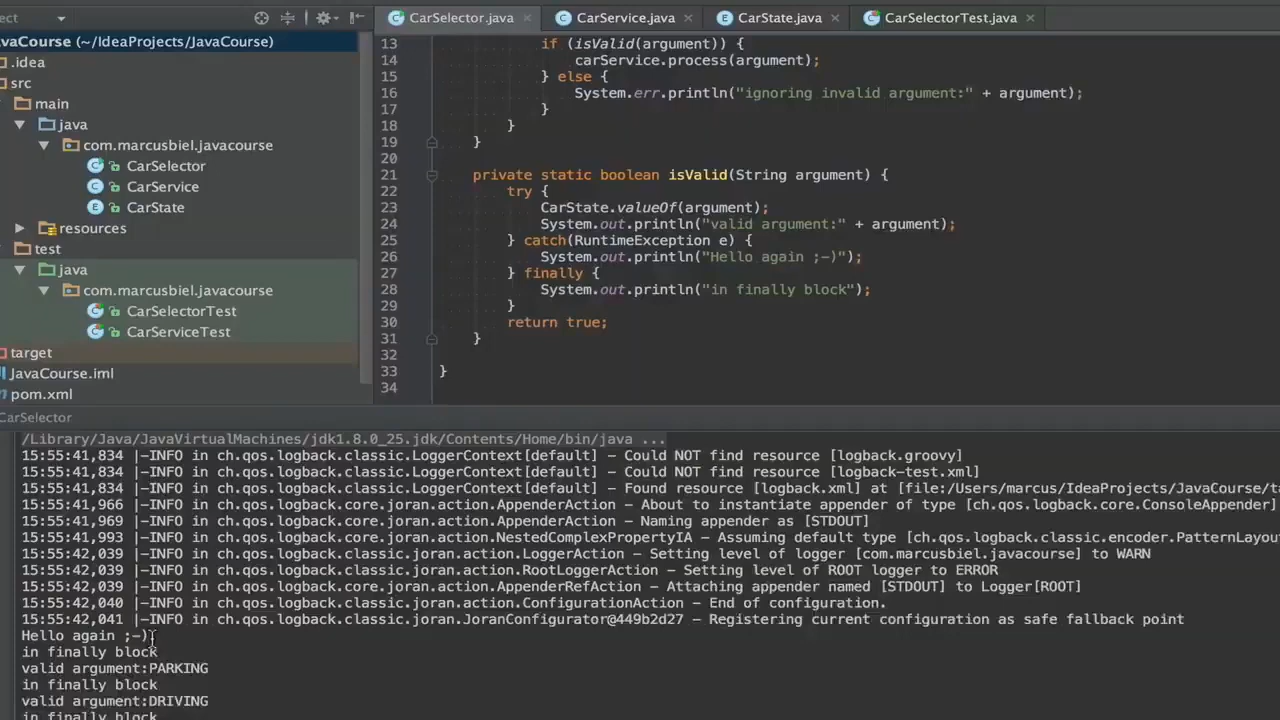 ect
CarSelector.java
CarService.java
CarState.java
CarSelectorTest.java
avaCourse (~/IdeaProjects/JavaCourse)
.idea
src
main
java
com.marcusbiel.javacourse
CarSelector
CarService
CarState
resources
test
java
com.marcusbiel.javacourse
CarSelectorTest
CarServiceTest
target
JavaCourse.iml
pom.xml
13 if (isValid(argument)) {
14 carService.process(argument);
15 } else {
16 System.err.println("ignoring invalid argument:" + argument);
17 }
18 }
19 }
20
21 private static boolean isValid(String argument) {
22 try {
23 CarState.valueOf(argument);
24 System.out.println("valid argument:" + argument);
25 } catch(RuntimeException e) {
26 System.out.println("Hello again ;-)");
27 } finally {
28 System.out.println("in finally block");
29 }
30 return true;
31 }
32
33 }
34
CarSelector
/Library/Java/JavaVirtualMachines/jdk1.8.0_25.jdk/Contents/Home/bin/java ...
15:55:41,834 |-INFO in ch.qos.logback.classic.LoggerContext[default] - Could NOT find resource [logback.groovy]
15:55:41,834 |-INFO in ch.qos.logback.classic.LoggerContext[default] - Could NOT find resource [logback-test.xml]
15:55:41,834 |-INFO in ch.qos.logback.classic.LoggerContext[default] - Found resource [logback.xml] at [file:/Users/marcus/IdeaProjects/JavaCourse/ta
15:55:41,966 |-INFO in ch.qos.logback.core.joran.action.AppenderAction - About to instantiate appender of type [ch.qos.logback.core.ConsoleAppender]
15:55:41,969 |-INFO in ch.qos.logback.core.joran.action.AppenderAction - Naming appender as [STDOUT]
15:55:41,993 |-INFO in ch.qos.logback.core.joran.action.NestedComplexPropertyIA - Assuming default type [ch.qos.logback.classic.encoder.PatternLayou
15:55:42,039 |-INFO in ch.qos.logback.classic.joran.action.LoggerAction - Setting level of logger [com.marcusbiel.javacourse] to WARN
15:55:42,039 |-INFO in ch.qos.logback.classic.joran.action.RootLoggerAction - Setting level of ROOT logger to ERROR
15:55:42,039 |-INFO in ch.qos.logback.core.joran.action.AppenderRefAction - Attaching appender named [STDOUT] to Logger[ROOT]
15:55:42,040 |-INFO in ch.qos.logback.classic.joran.action.ConfigurationAction - End of configuration.
15:55:42,041 |-INFO in ch.qos.logback.classic.joran.JoranConfigurator@449b2d27 - Registering current configuration as safe fallback point
Hello again ;-)
in finally block
valid argument:PARKING
in finally block
valid argument:DRIVING
in finally block